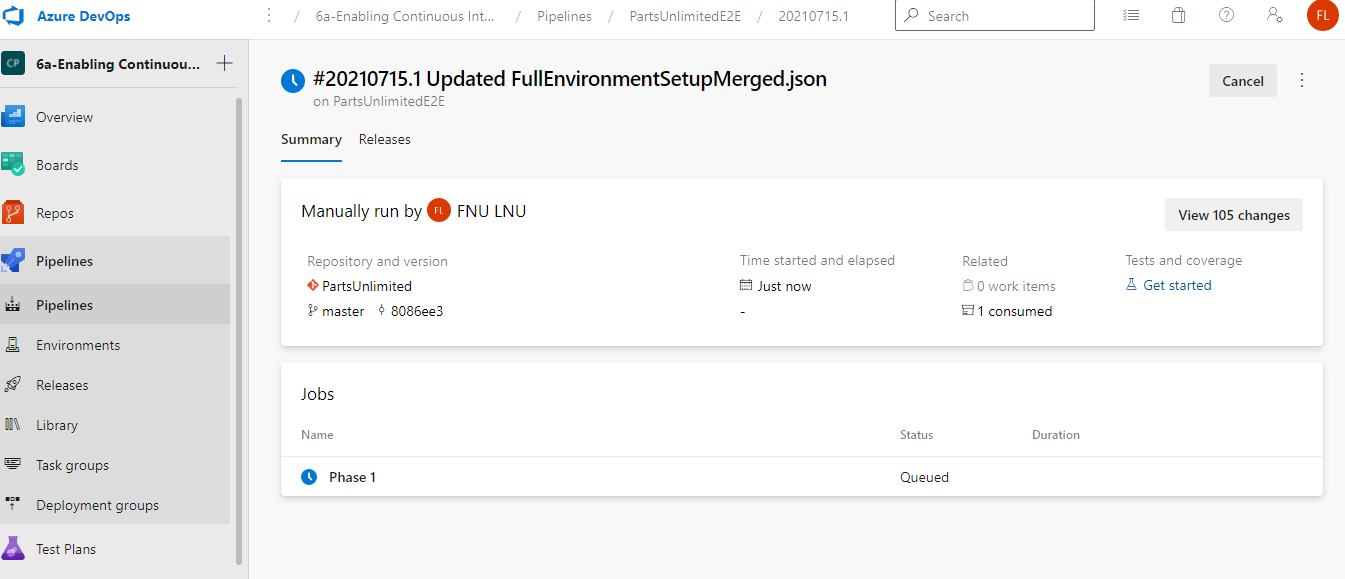 Azure DevOps
/ 6a-Enabling Continuous Int... / Pipelines / PartsUnlimitedE2E / 20210715.1
Search
FL
CP 6a-Enabling Continuou...
Overview
Boards
Repos
Pipelines
Pipelines
Environments
Releases
Library
Task groups
Deployment groups
Test Plans
#20210715.1 Updated FullEnvironmentSetupMerged.json
on PartsUnlimitedE2E
Cancel
Summary Releases
Manually run by FL FNU LNU
View 105 changes
Repository and version
PartsUnlimited
master 8086ee3
Time started and elapsed
Just now
-
Related
0 work items
1 consumed
Tests and coverage
Get started
Jobs
Name Status Duration
Phase 1 Queued